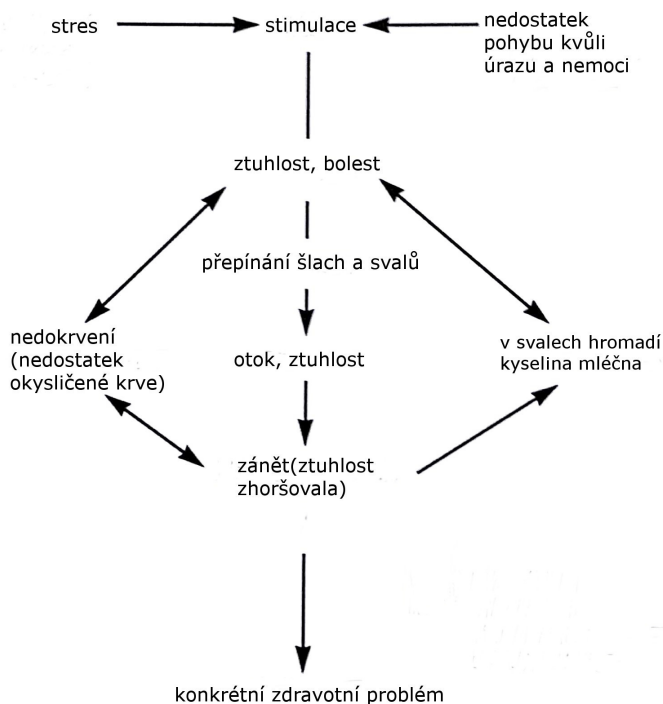 stres
stimulace
nedostatek
pohybu kvůli
úrazu a nemoci
ztuhlost, bolest
přepínání šlach a svalů
nedokrvení
(nedostatek
okysličené krve)
otok, ztuhlost
v svalech hromadí
kyselina mléčna
zánět(ztuhlost
zhoršovala)
konkrétní zdravotní problém